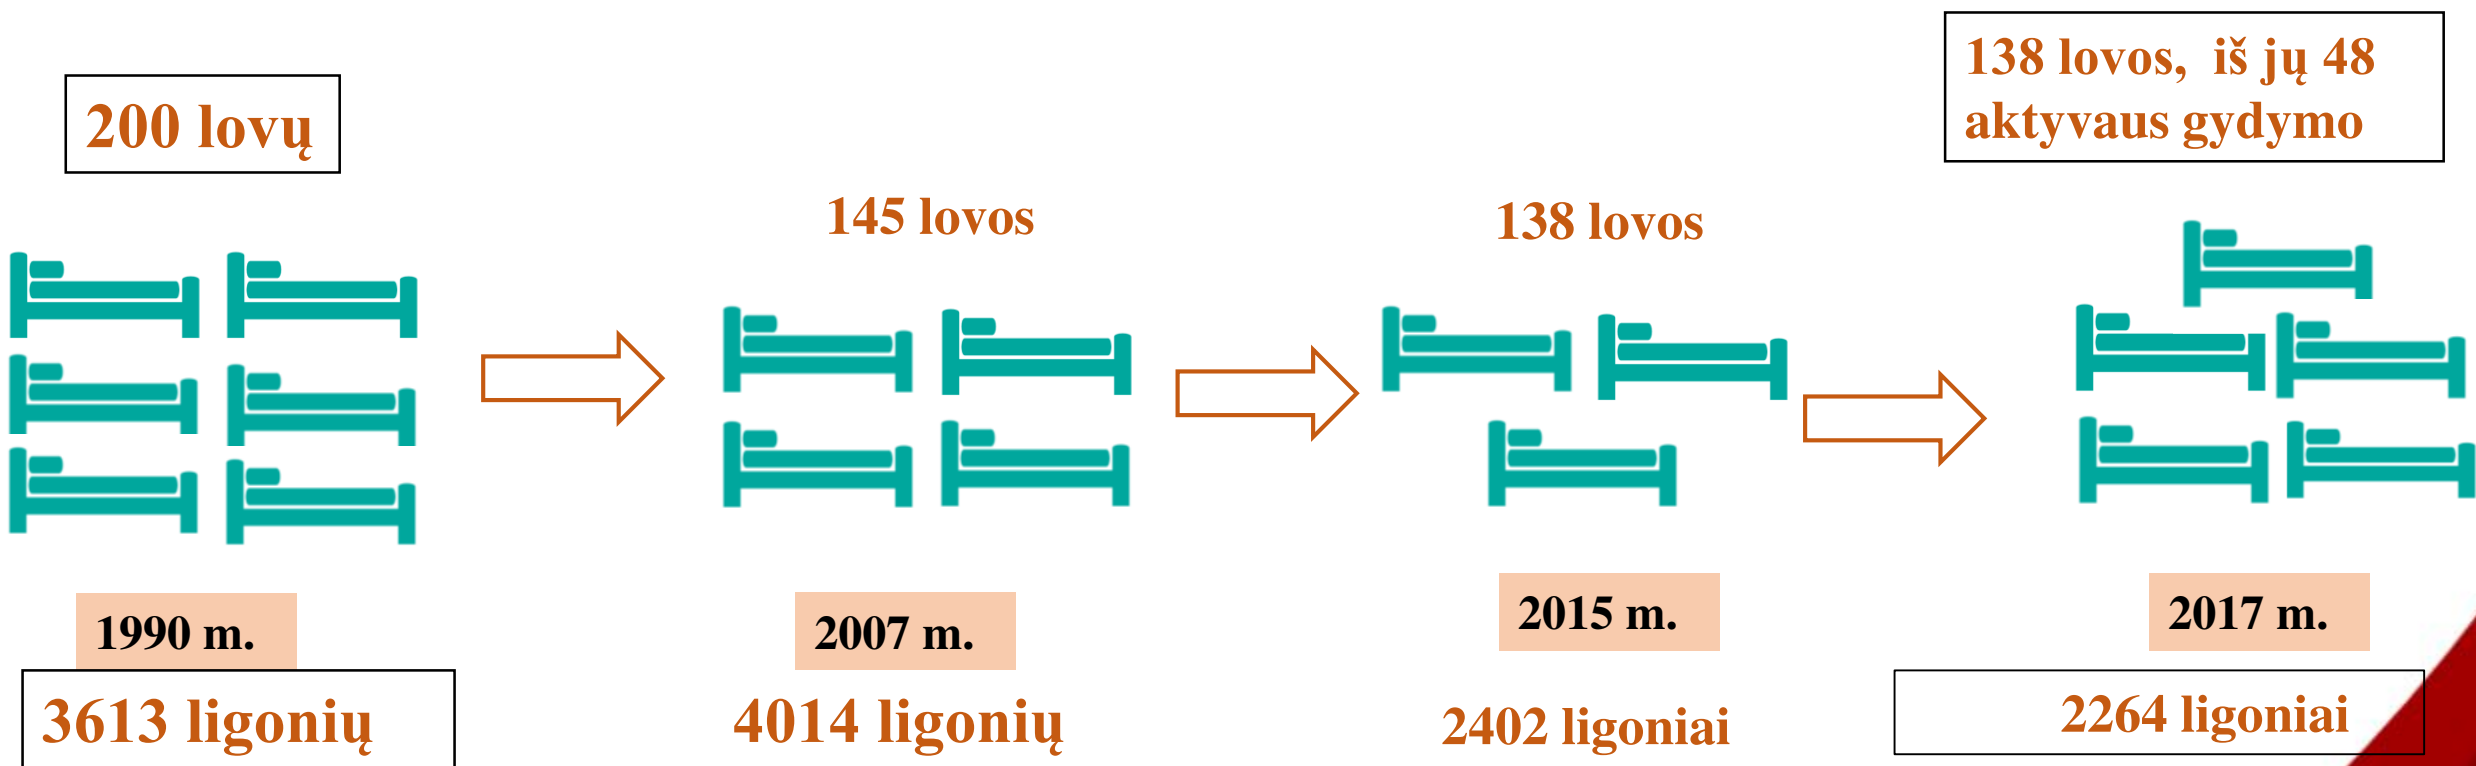 200 lovų
145 lovos
138 lovos
138 lovos, iš jų 48
aktyvaus gydymo
1990 m.
2007 m.
2015 m.
2017 m.
3613 ligonių
4014 ligonių
2402 ligoniai
2264 ligoniai